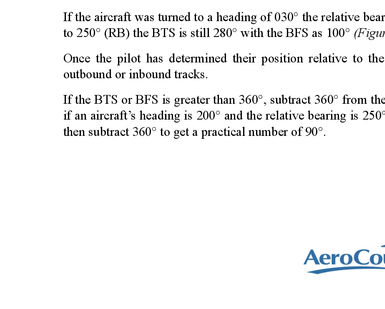 If the aircraft was turned to a heading of 030° the relative bear
to 250° (RB) the BTS is still 280° with the BFS as 100° (Figur
Once the pilot has determined their position relative to the
outbound or inbound tracks.
If the BTS or BFS is greater than 360°, subtract 360° from the
if an aircraft's heading is 200° and the relative bearing is 250°
then subtract 360° to get a practical number of 90°.
AeroCou